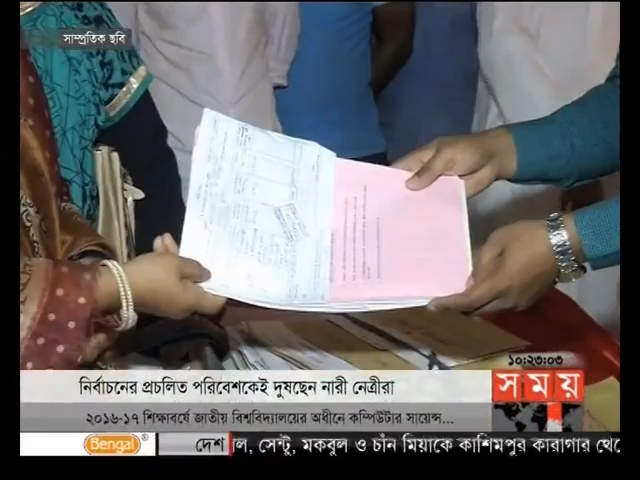 সাম্প্রতিক ছবি
১০:২৩:০৩
নির্বাচনের প্রচলিত পরিবেশকেই দুষছেন নারী নেত্রীরা
সময়
২০১৬-১৭ শিক্ষাবর্ষে জাতীয় বিশ্ববিদ্যালয়ের অধীনে কম্পিউটার সায়েন্স...
Bengal
দেশ
ল, সেন্টু, মকবুল ও চাঁন মিয়াকে কাশিমপুর কারাগার থে